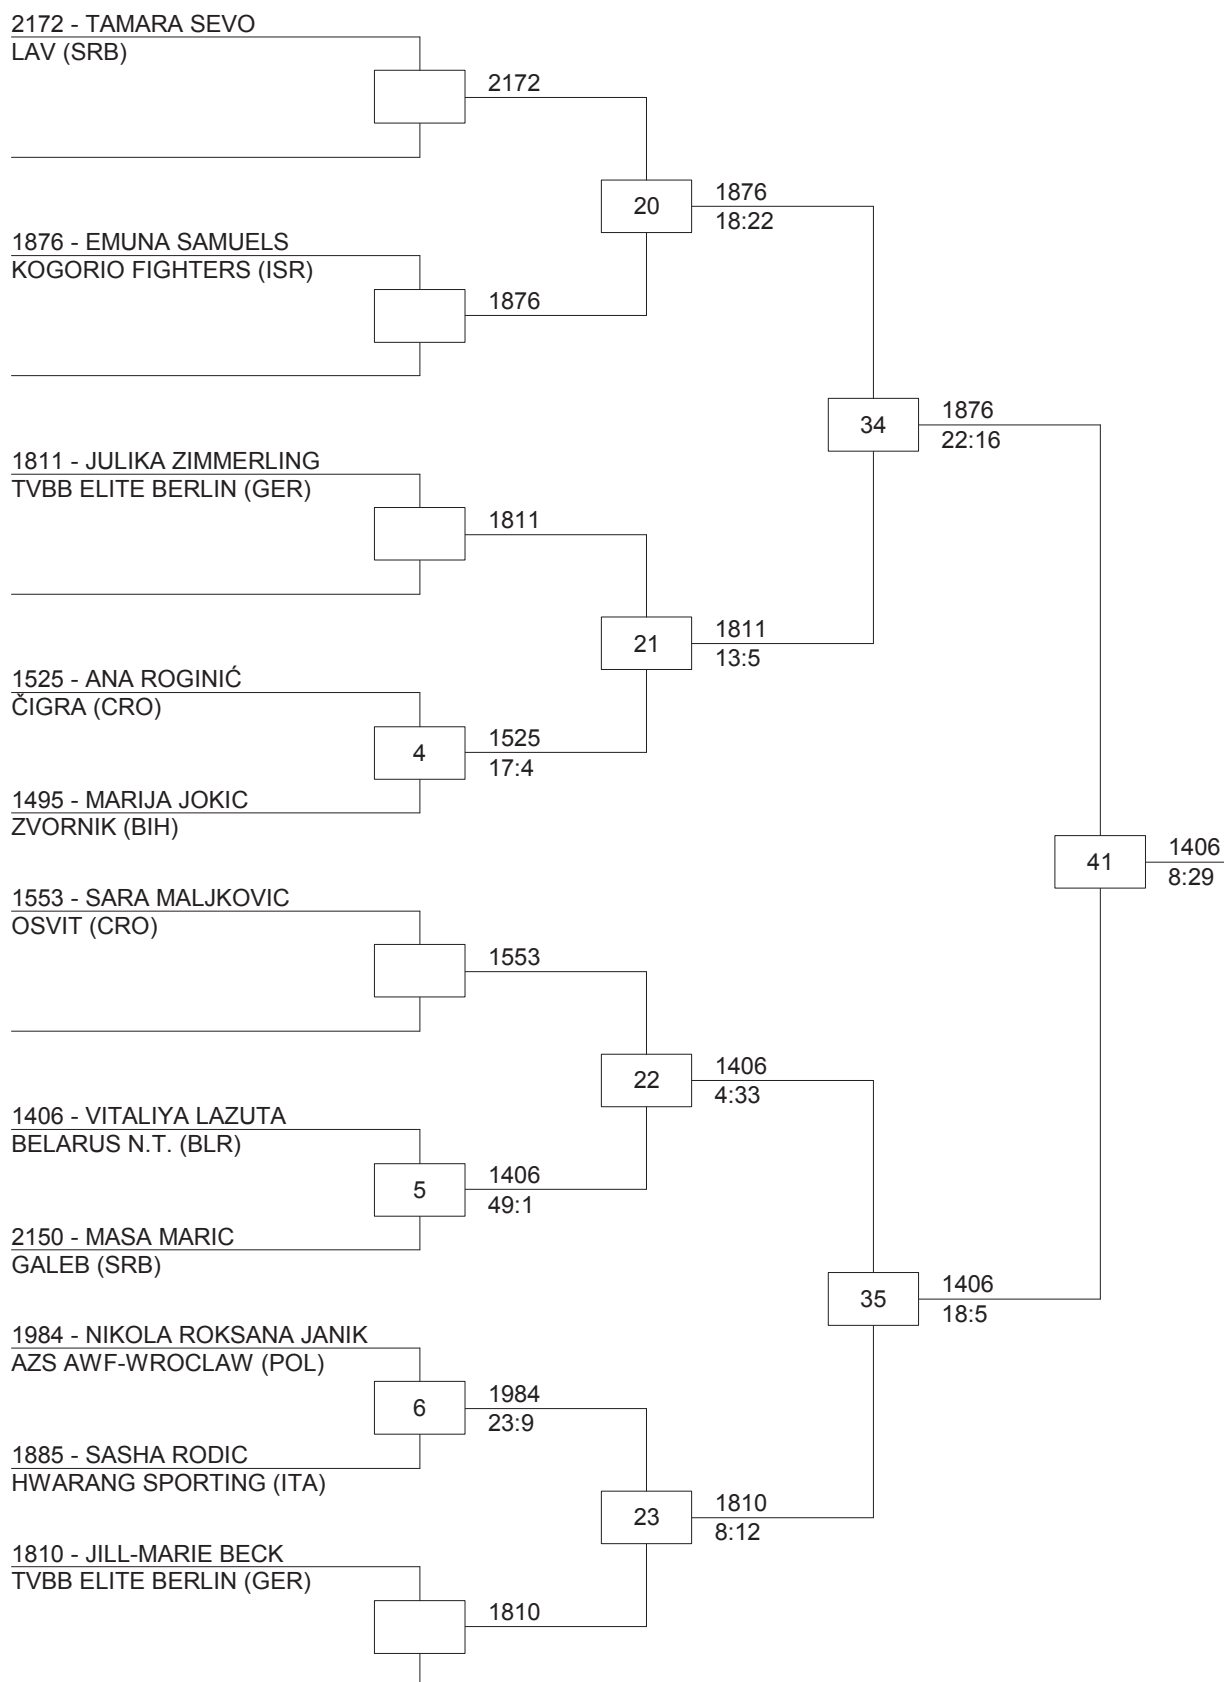 2172 - TAMARA SEVO
LAV (SRB)
2172
20
1876
18:22
1876 - EMUNA SAMUELS
KOGORIO FIGHTERS (ISR)
1876
34
1876
22:16
1811 - JULIKA ZIMMERLING
TVBB ELITE BERLIN (GER)
1811
21
1811
13:5
1525 - ANA ROGINIĆ
ČIGRA (CRO)
4
1525
17:4
1495 - MARIJA JOKIC
ZVORNIK (BIH)
41
1406
8:29
1553 - SARA MALJKOVIC
OSVIT (CRO)
1553
22
1406
4:33
1406 - VITALIYA LAZUTA
BELARUS N.T. (BLR)
5
1406
49:1
2150 - MASA MARIC
GALEB (SRB)
35
1406
18:5
1984 - NIKOLA ROKSANA JANIK
AZS AWF-WROCLAW (POL)
6
1984
23:9
1885 - SASHA RODIC
HWARANG SPORTING (ITA)
23
1810
8:12
1810 - JILL-MARIE BECK
TVBB ELITE BERLIN (GER)
1810